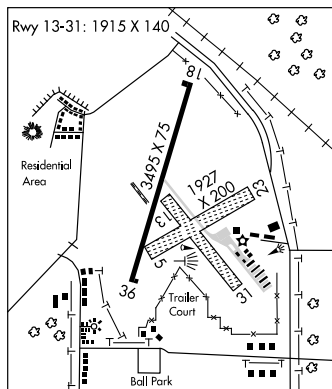 Rwy 13-31: 1915 X 140
18
3495 X 75
1927
X 200
23
Residential
Area
13
5
36
31
Trailer
Court
Ball Park